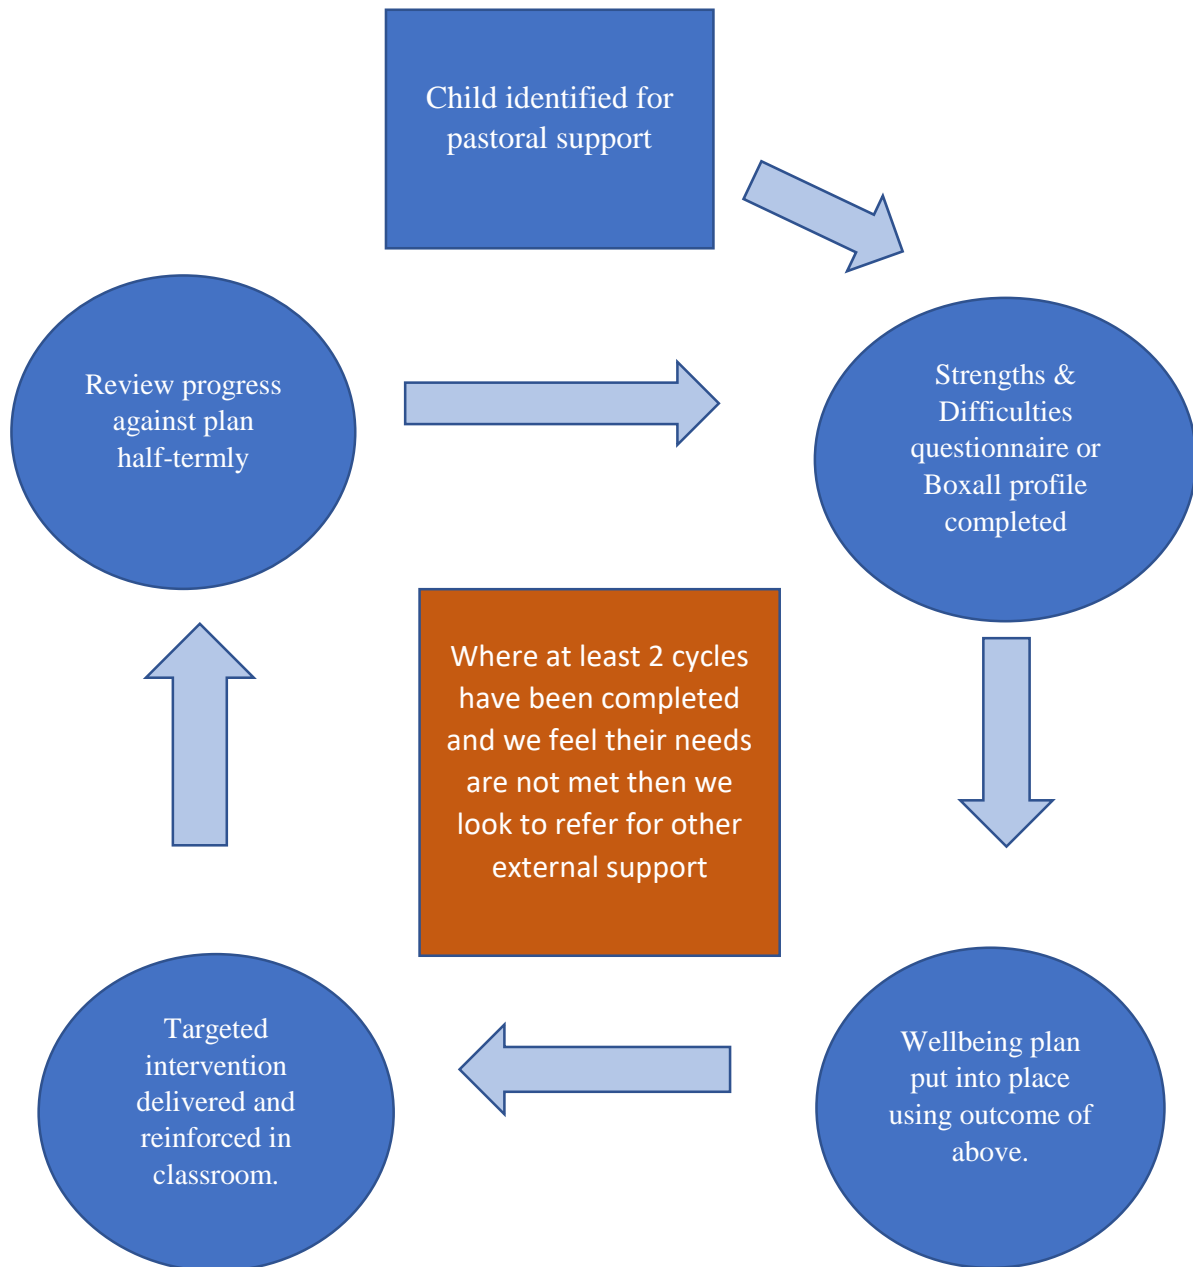 Child identified for
pastoral support
Strengths &
Difficulties
questionnaire or
Boxall profile
completed
Wellbeing plan
put into place
using outcome of
above.
Targeted
intervention
delivered and
reinforced in
classroom.
Review progress
against plan
half-termly
Where at least 2 cycles
have been completed
and we feel their needs
are not met then we
look to refer for other
external support